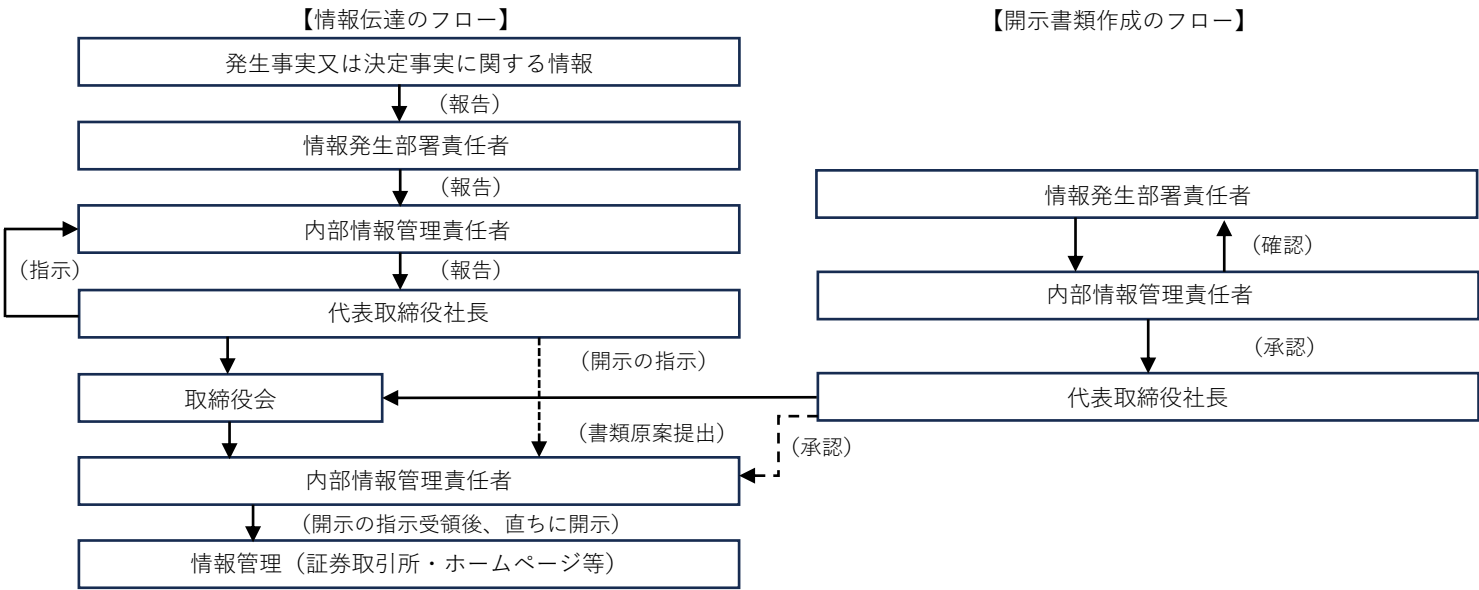 【情報伝達のフロー】
発生事実又は決定事実に関する情報
（報告）
情報発生部署責任者
（報告）
内部情報管理責任者
（指示）
（報告）
代表取締役社長
（開示の指示）
取締役会
（書類原案提出）
内部情報管理責任者
（開示の指示受領後、直ちに開示）
情報管理（証券取引所・ホームページ等）
【開示書類作成のフロー】
情報発生部署責任者
（確認）
内部情報管理責任者
（承認）
代表取締役社長
（承認）